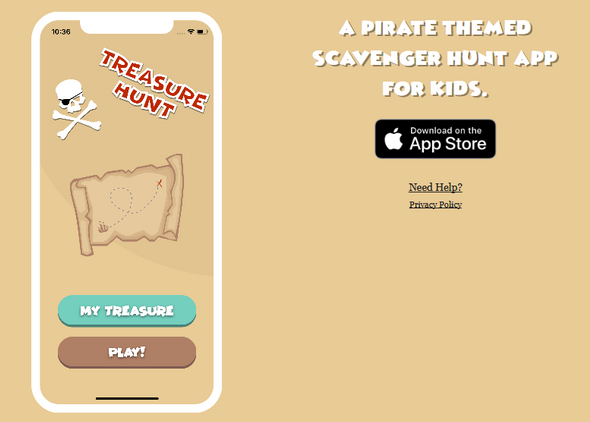 10:36
TREASURE
HUNT
MY TREASURE
PLAY!
A PIRATE THEMED
SCAVENGER HUNT APP
FOR KIDS.
Download on the
App Store
Need Help?
Privacy Policy